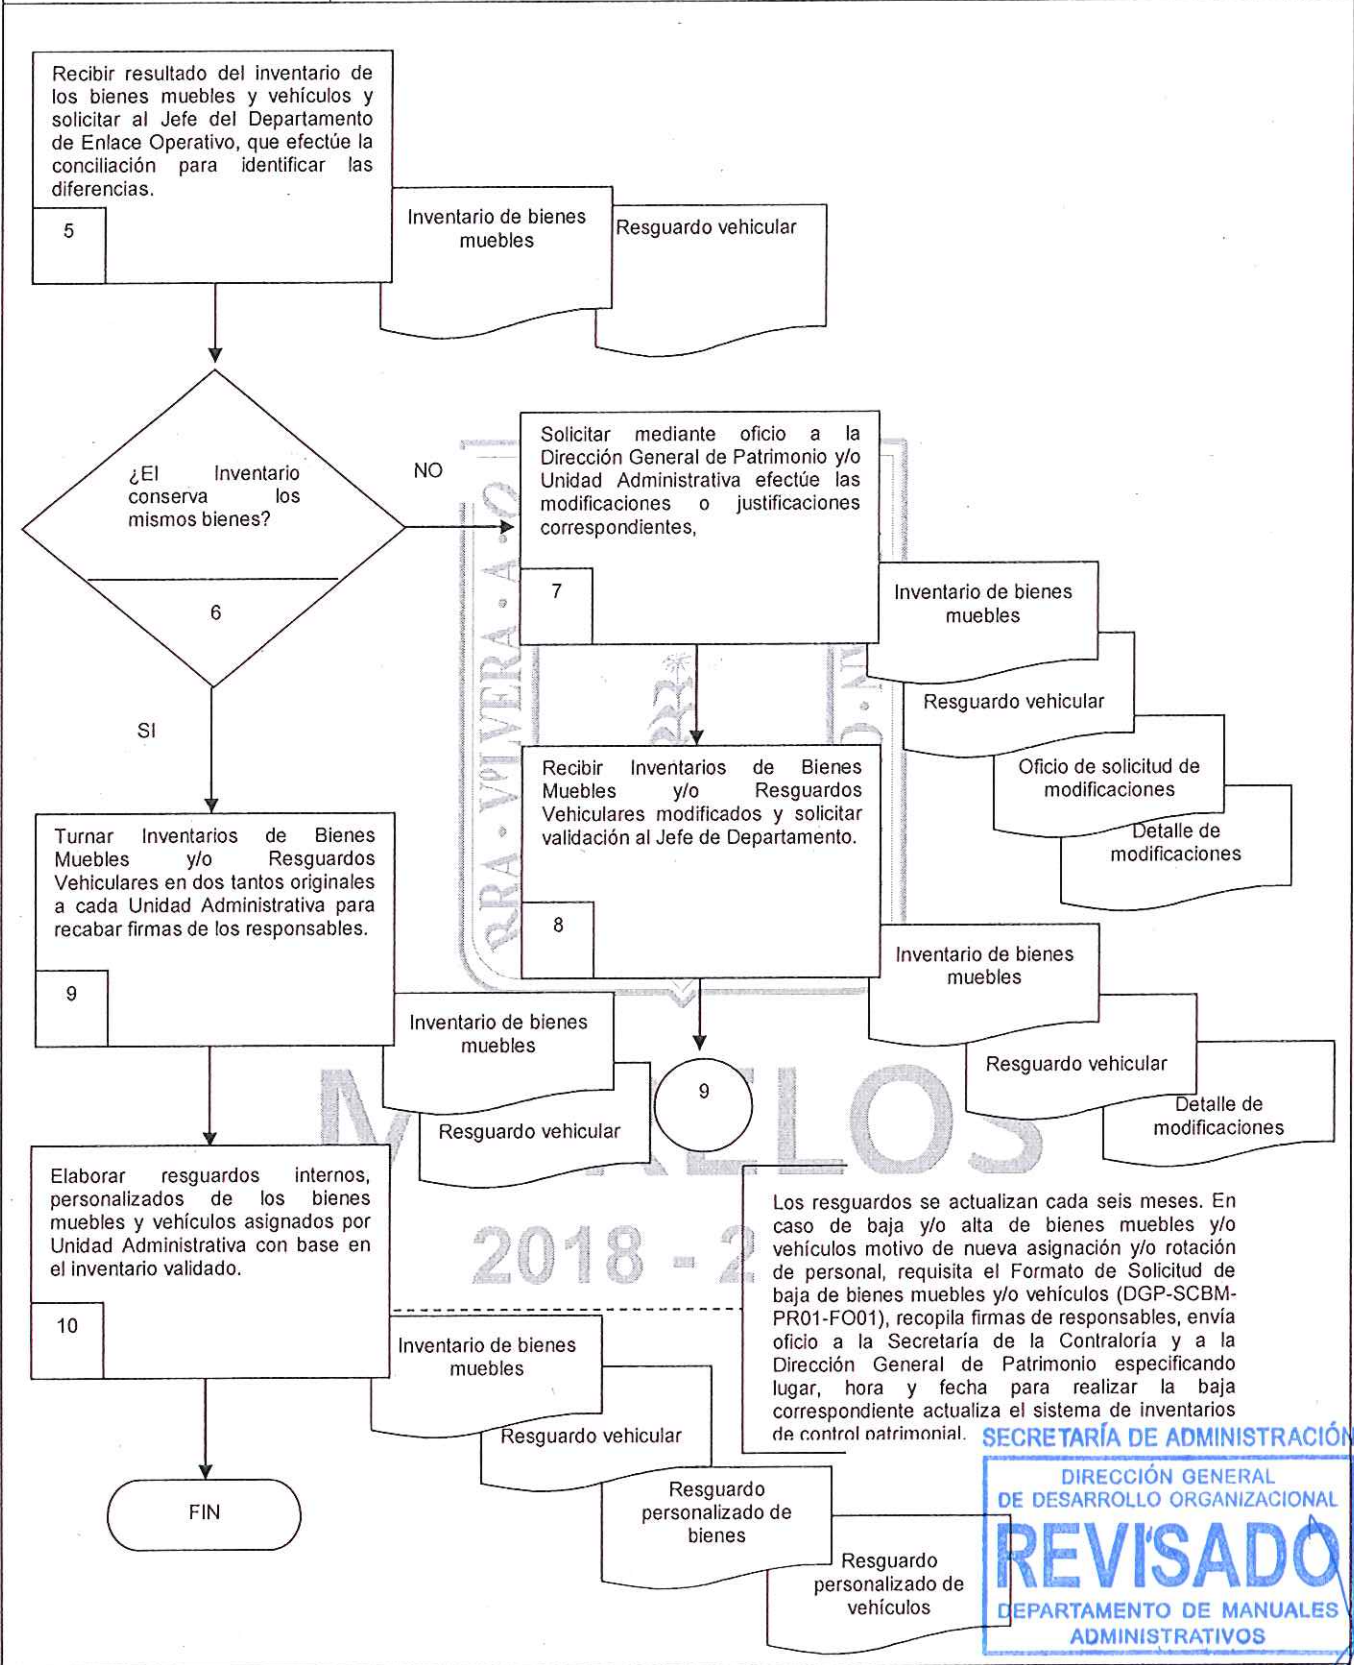 Recibir resultado del inventario de
los bienes muebles y vehículos y
solicitar al Jefe del Departamento
de Enlace Operativo, que efectúe la
conciliación para identificar las
diferencias.
5
Inventario de bienes
muebles
Resguardo vehicular
¿El Inventario
conserva los
mismos bienes?
6
NO
SI
Solicitar mediante oficio a la
Dirección General de Patrimonio y/o
Unidad Administrativa efectúe las
modificaciones o justificaciones
correspondientes,
7
Inventario de bienes
muebles
Resguardo vehicular
Oficio de solicitud de
modificaciones
Detalle de
modificaciones
Recibir Inventarios de Bienes
Muebles y/o Resguardos
Vehiculares modificados y solicitar
validación al Jefe de Departamento.
8
Inventario de bienes
muebles
Resguardo vehicular
Detalle de
modificaciones
9
Turnar Inventarios de Bienes
Muebles y/o Resguardos
Vehiculares en dos tantos originales
a cada Unidad Administrativa para
recabar firmas de los responsables.
9
Inventario de bienes
muebles
Resguardo vehicular
Elaborar resguardos internos,
personalizados de los bienes
muebles y vehículos asignados por
Unidad Administrativa con base en
el inventario validado.
10
Inventario de bienes
muebles
Resguardo vehicular
Resguardo
personalizado de
bienes
Resguardo
personalizado de
vehículos
FIN
Los resguardos se actualizan cada seis meses. En
caso de baja y/o alta de bienes muebles y/o
vehículos motivo de nueva asignación y/o rotación
de personal, requisita el Formato de Solicitud de
baja de bienes muebles y/o vehículos (DGP-SCBM-
PR01-FO01), recopila firmas de responsables, envía
oficio a la Secretaría de la Contraloría y a la
Dirección General de Patrimonio especificando
lugar, hora y fecha para realizar la baja
correspondiente actualiza el sistema de inventarios
de control patrimonial.
RRA • VOLVERA • A • Q
2018 - 2
SECRETARÍA DE ADMINISTRACIÓN
DIRECCIÓN GENERAL
DE DESARROLLO ORGANIZACIONAL
REVISADO
DEPARTAMENTO DE MANUALES
ADMINISTRATIVOS